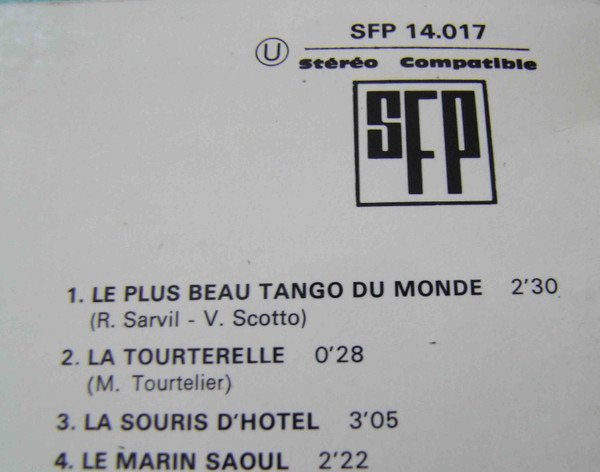 SFP 14.017
U
Stéréo Compatible
SFP
1. LE PLUS BEAU TANGO DU MONDE 2'30
(R. Sarvil - V. Scotto)
2. LA TOURTERELLE 0'28
(M. Tourtelier)
3. LA SOURIS D'HOTEL 3'05
4. LE MARIN SAOUL 2'22